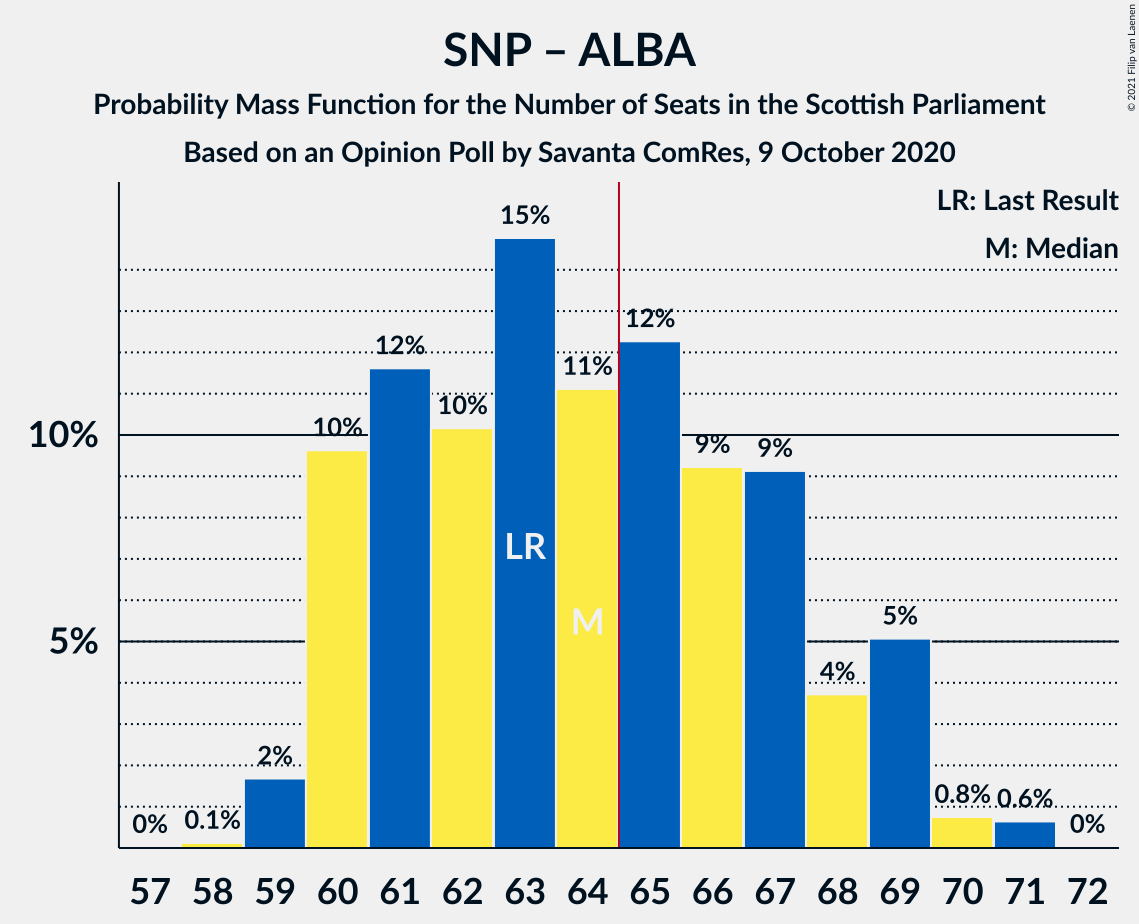 SNP – ALBA
Probability Mass Function for the Number of Seats in the Scottish Parliament
Based on an Opinion Poll by Savanta ComRes, 9 October 2020
© 2021 Filip van Laenen
LR: Last Result
M: Median
15%
12%
12%
11%
10%
10%
9%
9%
10%
LR
M
5%
5%
4%
2%
0.8%
0.6%
0%
0.1%
0%
57 58 59 60 61 62 63 64 65 66 67 68 69 70 71 72